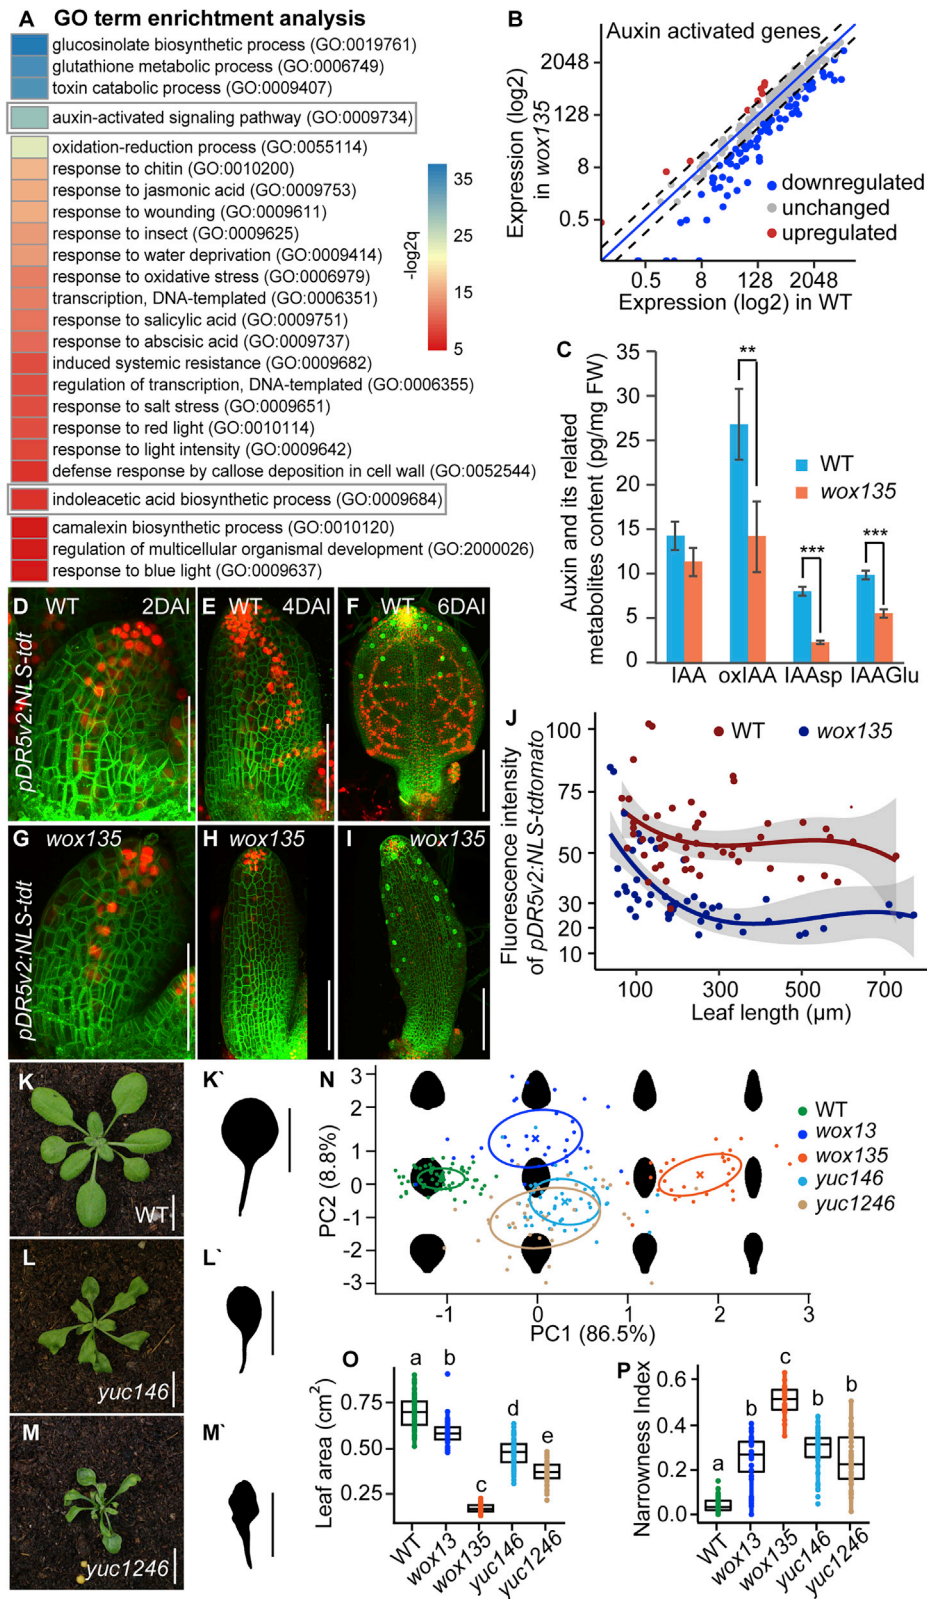 A GO term enrichment analysis
glucosinolate biosynthetic process (GO:0019761)
glutathione metabolic process (GO:0006749)
toxin catabolic process (GO:0009407)
auxin-activated signaling pathway (GO:0009734)
oxidation-reduction process (GO:0055114)
response to chitin (GO:0010200)
response to jasmonic acid (GO:0009753)
response to wounding (GO:0009611)
response to insect (GO:0009625)
response to water deprivation (GO:0009414)
response to oxidative stress (GO:0006979)
transcription, DNA-templated (GO:0006351)
response to salicylic acid (GO:0009751)
response to abscisic acid (GO:0009737)
induced systemic resistance (GO:0009682)
regulation of transcription, DNA-templated (GO:0006355)
response to salt stress (GO:0009651)
response to red light (GO:0010114)
response to light intensity (GO:0009642)
defense response by callose deposition in cell wall (GO:0052544)
indoleacetic acid biosynthetic process (GO:0009684)
camalexin biosynthetic process (GO:0010120)
regulation of multicellular organismal development (GO:2000026)
response to blue light (GO:0009637)
-log2q
35
25
15
5
B
Auxin activated genes
Expression (log2)
in wox135
2048
128
8
0.5
downregulated
unchanged
upregulated
0.5 8 128 2048
Expression (log2) in WT
C
Auxin and its related
metabolites content (pg/mg FW)
35
30
25
20
15
10
5
0
**
***
***
WT
wox135
IAA oxIAA IAAsp IAAGlu
D WT 2DAI
E WT 4DAI
F WT 6DAI
pDR5v2:NLS-tdt
G wox135
H wox135
I wox135
pDR5v2:NLS-tdt
J
WT wox135
Fluorescence intensity
of pDR5v2:NLS-tdtomato
100
75
50
30
20
10
100 300 500 700
Leaf length (µm)
K
WT
K`
L
yuc146
L`
M
yuc1246
M`
N
PC2 (8.8%)
3
2
1
0
-1
-2
-3
-1 0 1 2 3
PC1 (86.5%)
WT
wox13
wox135
yuc146
yuc1246
O
Leaf area (cm2)
0.75
0.50
0.25
a b c d e
WT wox13 wox135 yuc146 yuc1246
P
Narrowness Index
0.6
0.4
0.2
0.0
a b c b b
WT wox13 wox135 yuc146 yuc1246